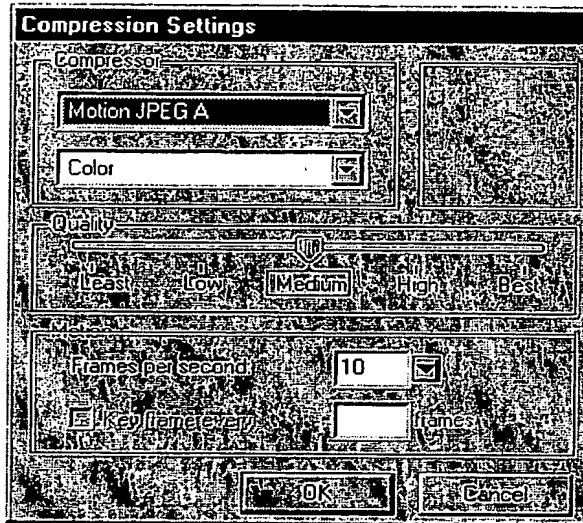 Compression Settings
Compressor
Motion JPEG A
Color
Quality
Least Low Medium High Best
Frames per second 10
Key frame every frames
OK Cancel